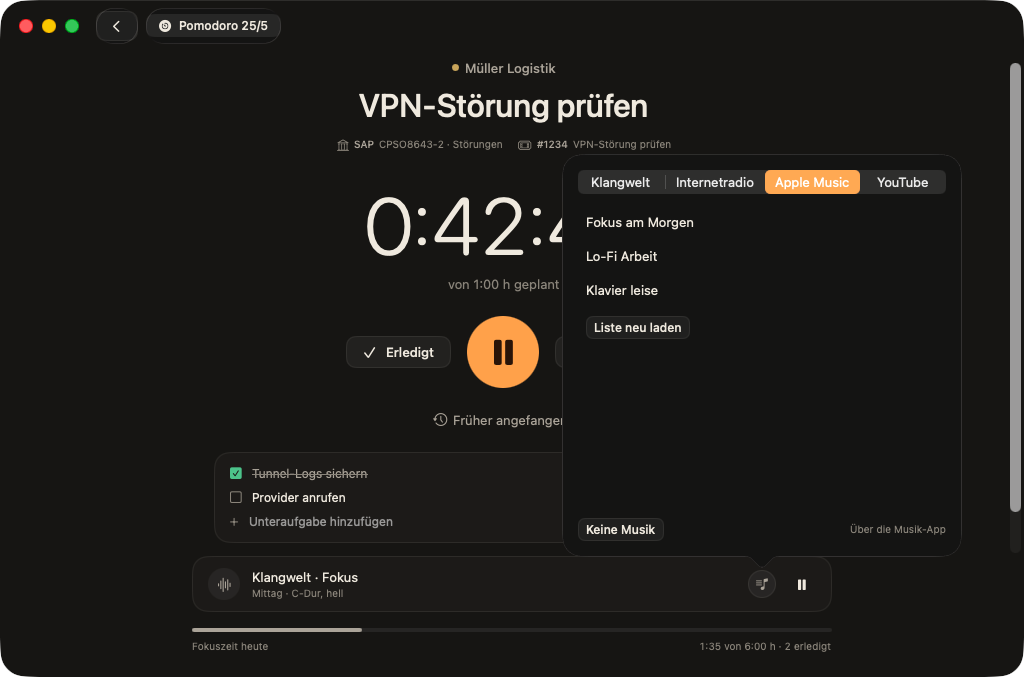 Pomodoro 25/5
Müller Logistik
VPN-Störung prüfen
SAP CPSO8643-2 · Störungen #1234 VPN-Störung prüfen
Klangwelt Internetradio Apple Music YouTube
Fokus am Morgen
Lo-Fi Arbeit
Klavier leise
Liste neu laden
Keine Musik
Über die Musik-App
0:42:4
von 1:00 h geplant
Erledigt
Früher angefangen
Tunnel-Logs sichern
Provider anrufen
+ Unteraufgabe hinzufügen
Klangwelt · Fokus
Mittag · C-Dur, hell
Fokuszeit heute
1:35 von 6:00 h · 2 erledigt